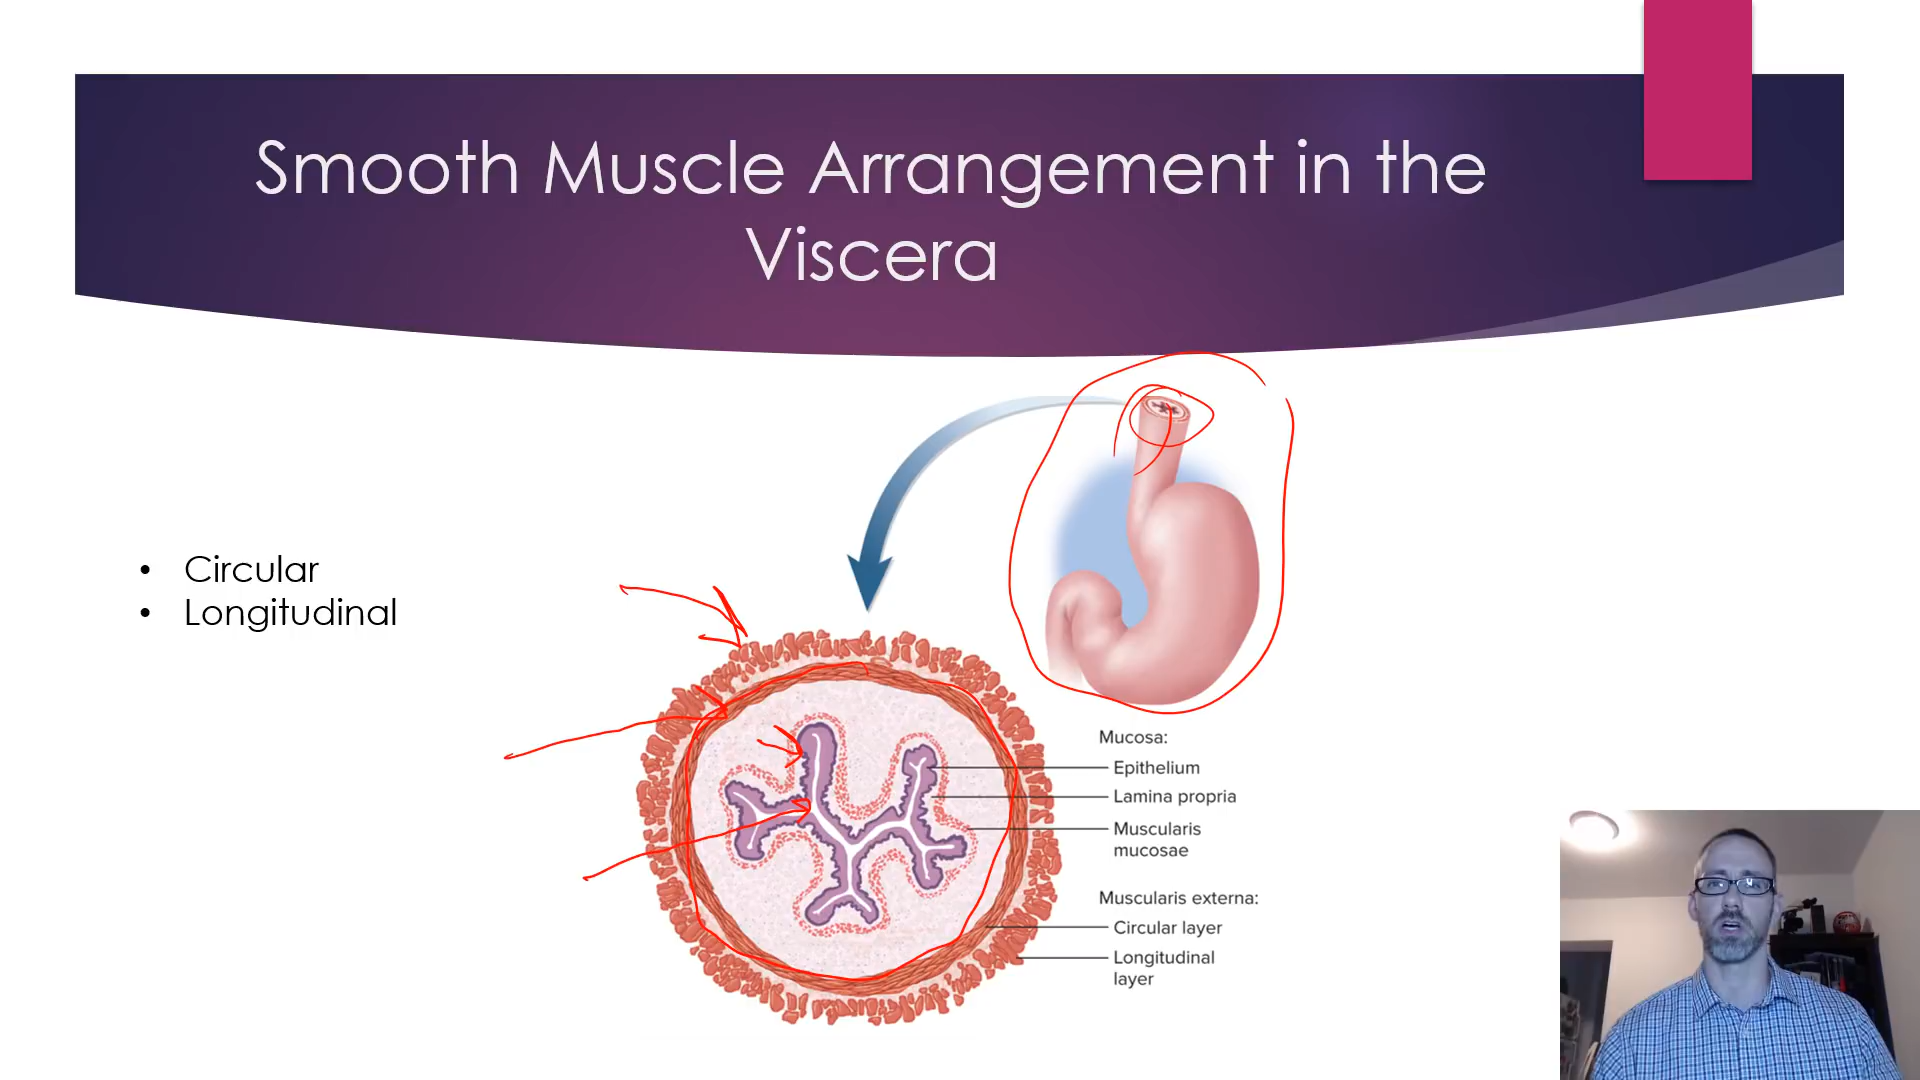 Smooth Muscle Arrangement in the
Viscera
• Circular
• Longitudinal
Mucosa:
Epithelium
Lamina propria
Muscularis
mucosae
Muscularis externa:
Circular layer
Longitudinal
layer